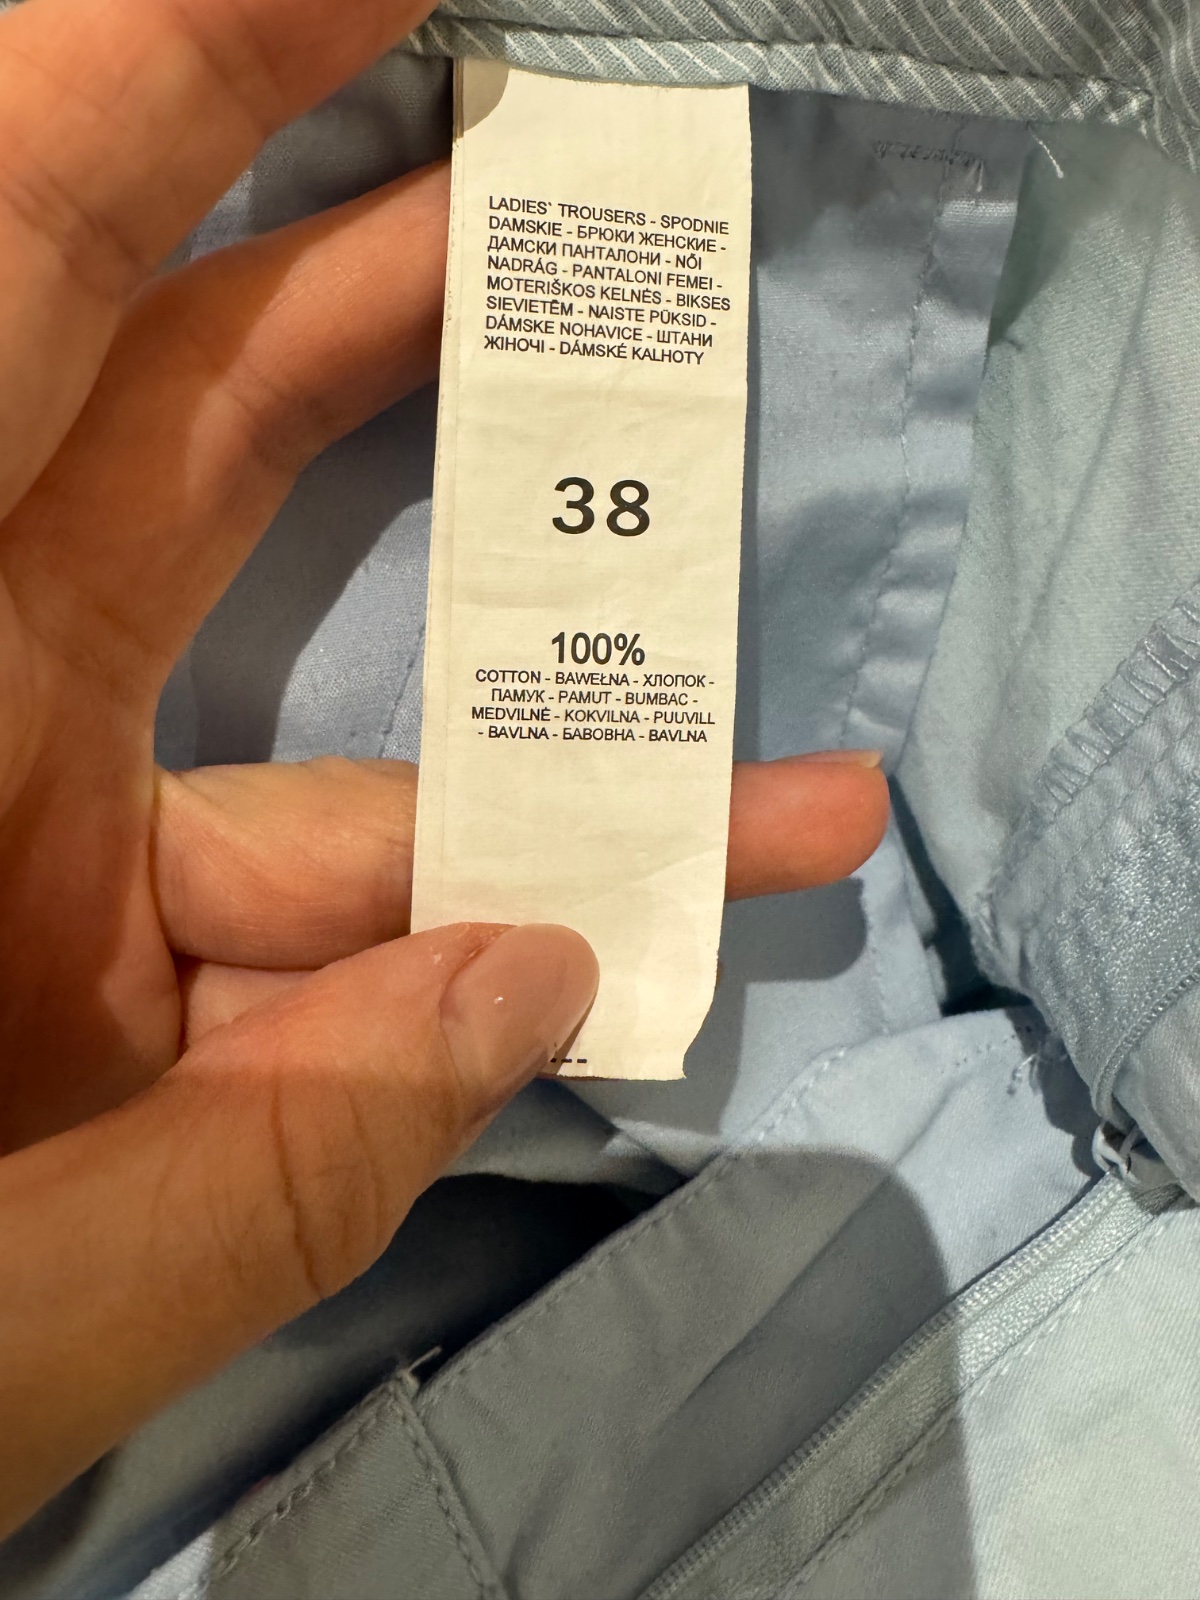 LADIES` TROUSERS - SPODNIE
DAMSKIE - БРЮКИ ЖЕНСКИЕ -
ДАМСКИ ПАНТАЛОНИ - NŐI
NADRÁG - PANTALONI FEMEI -
MOTERIŠKOS KELNĖS - BIKSES
SIEVIETĒM - NAISTE PÜKSID -
DÁMSKE NOHAVICE - ШТАНИ
ЖІНОЧІ - DÁMSKÉ KALHOTY
38
100%
COTTON - BAWEŁNA - ХЛОПОК -
ПАМУК - PAMUT - BUMBAC -
MEDVILNĖ - KOKVILNA - PUUVILL
- BAVLNA - БАВОВНА - BAVLNA